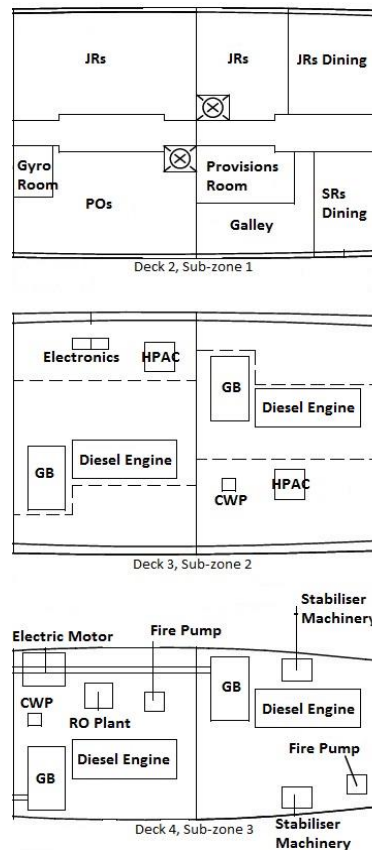 JRs
JRs
JRs Dining
Gyro
Room
POs
Provisions
Room
Galley
SRs
Dining
Deck 2, Sub-zone 1
Electronics
HPAC
GB
Diesel Engine
GB
Diesel Engine
CWP
HPAC
Deck 3, Sub-zone 2
Stabiliser
Machinery
Electric Motor
Fire Pump
CWP
RO Plant
GB
Diesel Engine
GB
Diesel Engine
Fire Pump
Deck 4, Sub-zone 3
Stabiliser
Machinery